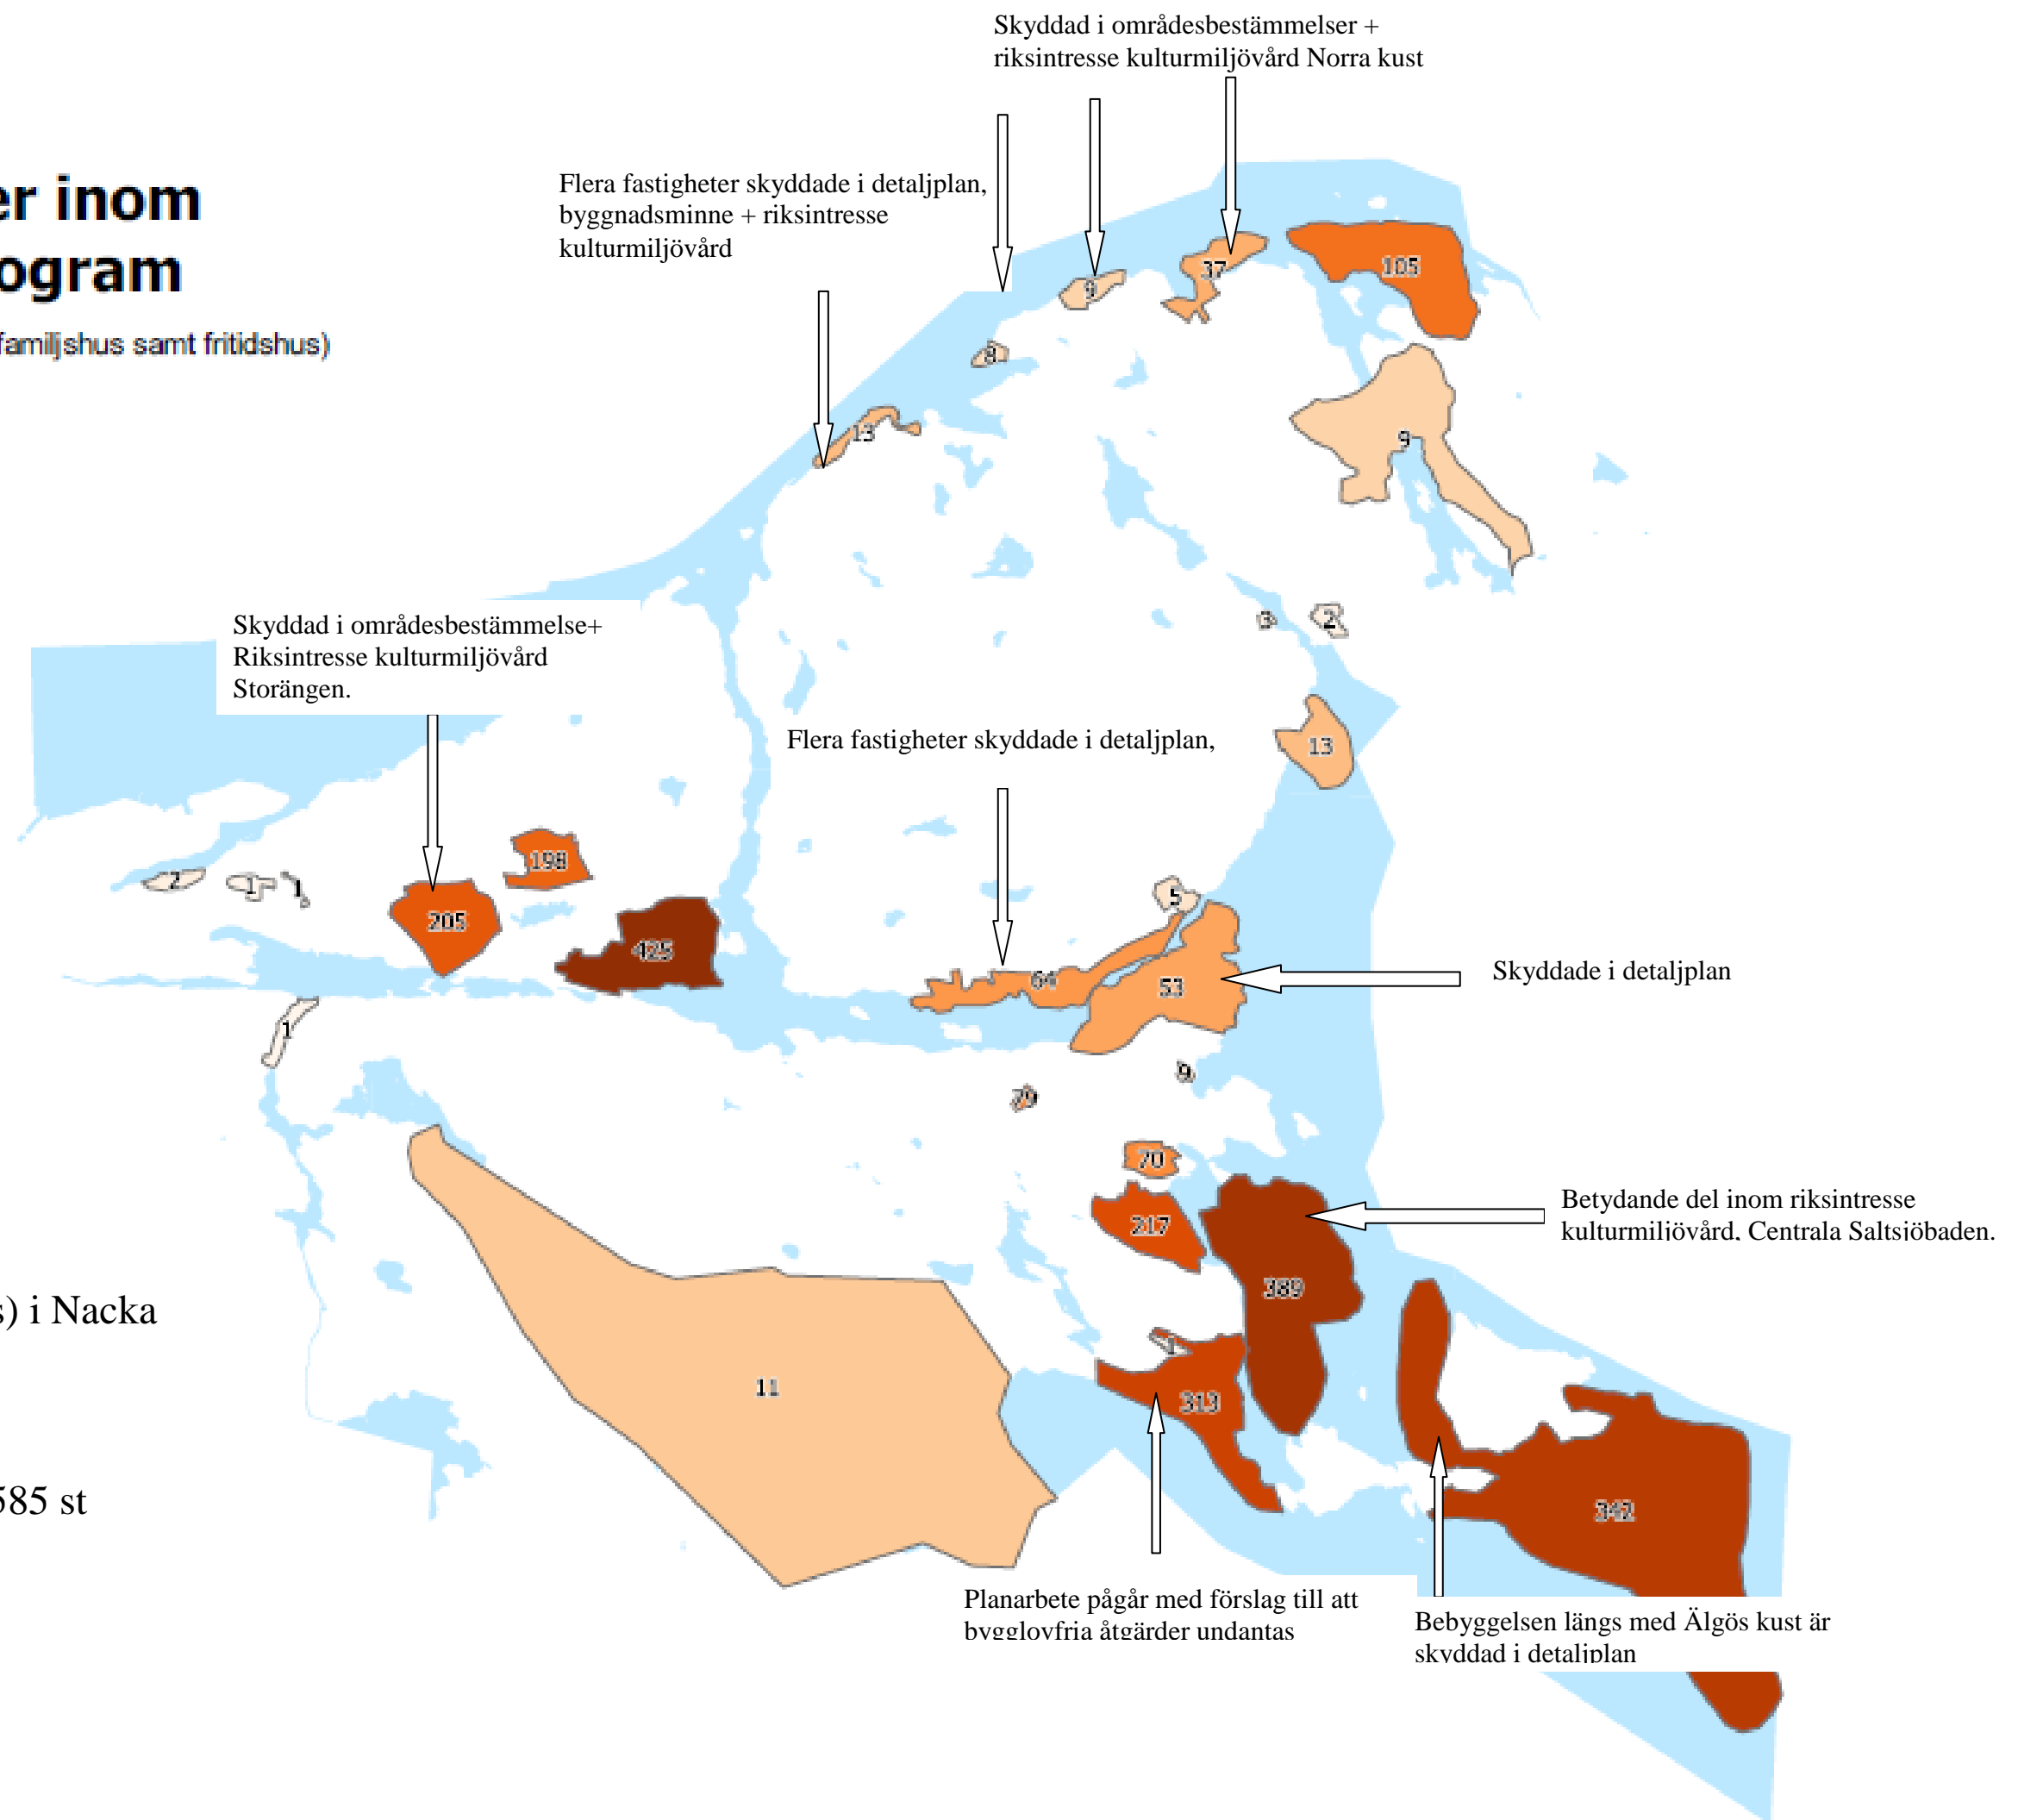 Skyddad i områdesbestämmelser +
riksintresse kulturmiljövård Norra kust
Flera fastigheter skyddade i detaljplan,
byggnadsminne + riksintresse
kulturmiljövård
er inom
ogram
familjshus samt fritidshus)
37
105
9
8
13
9
3
2
Skyddad i områdesbestämmelse+
Riksintresse kulturmiljövård
Storängen.
Flera fastigheter skyddade i detaljplan,
13
198
2
1
1
205
425
5
64
53
Skyddade i detaljplan
1
9
70
217
Betydande del inom riksintresse
kulturmiljövård, Centrala Saltsjöbaden.
389
s) i Nacka
11
313
585 st
342
Planarbete pågår med förslag till att
bygglovfria åtgärder undantas
Bebyggelsen längs med Älgös kust är
skyddad i detaljplan